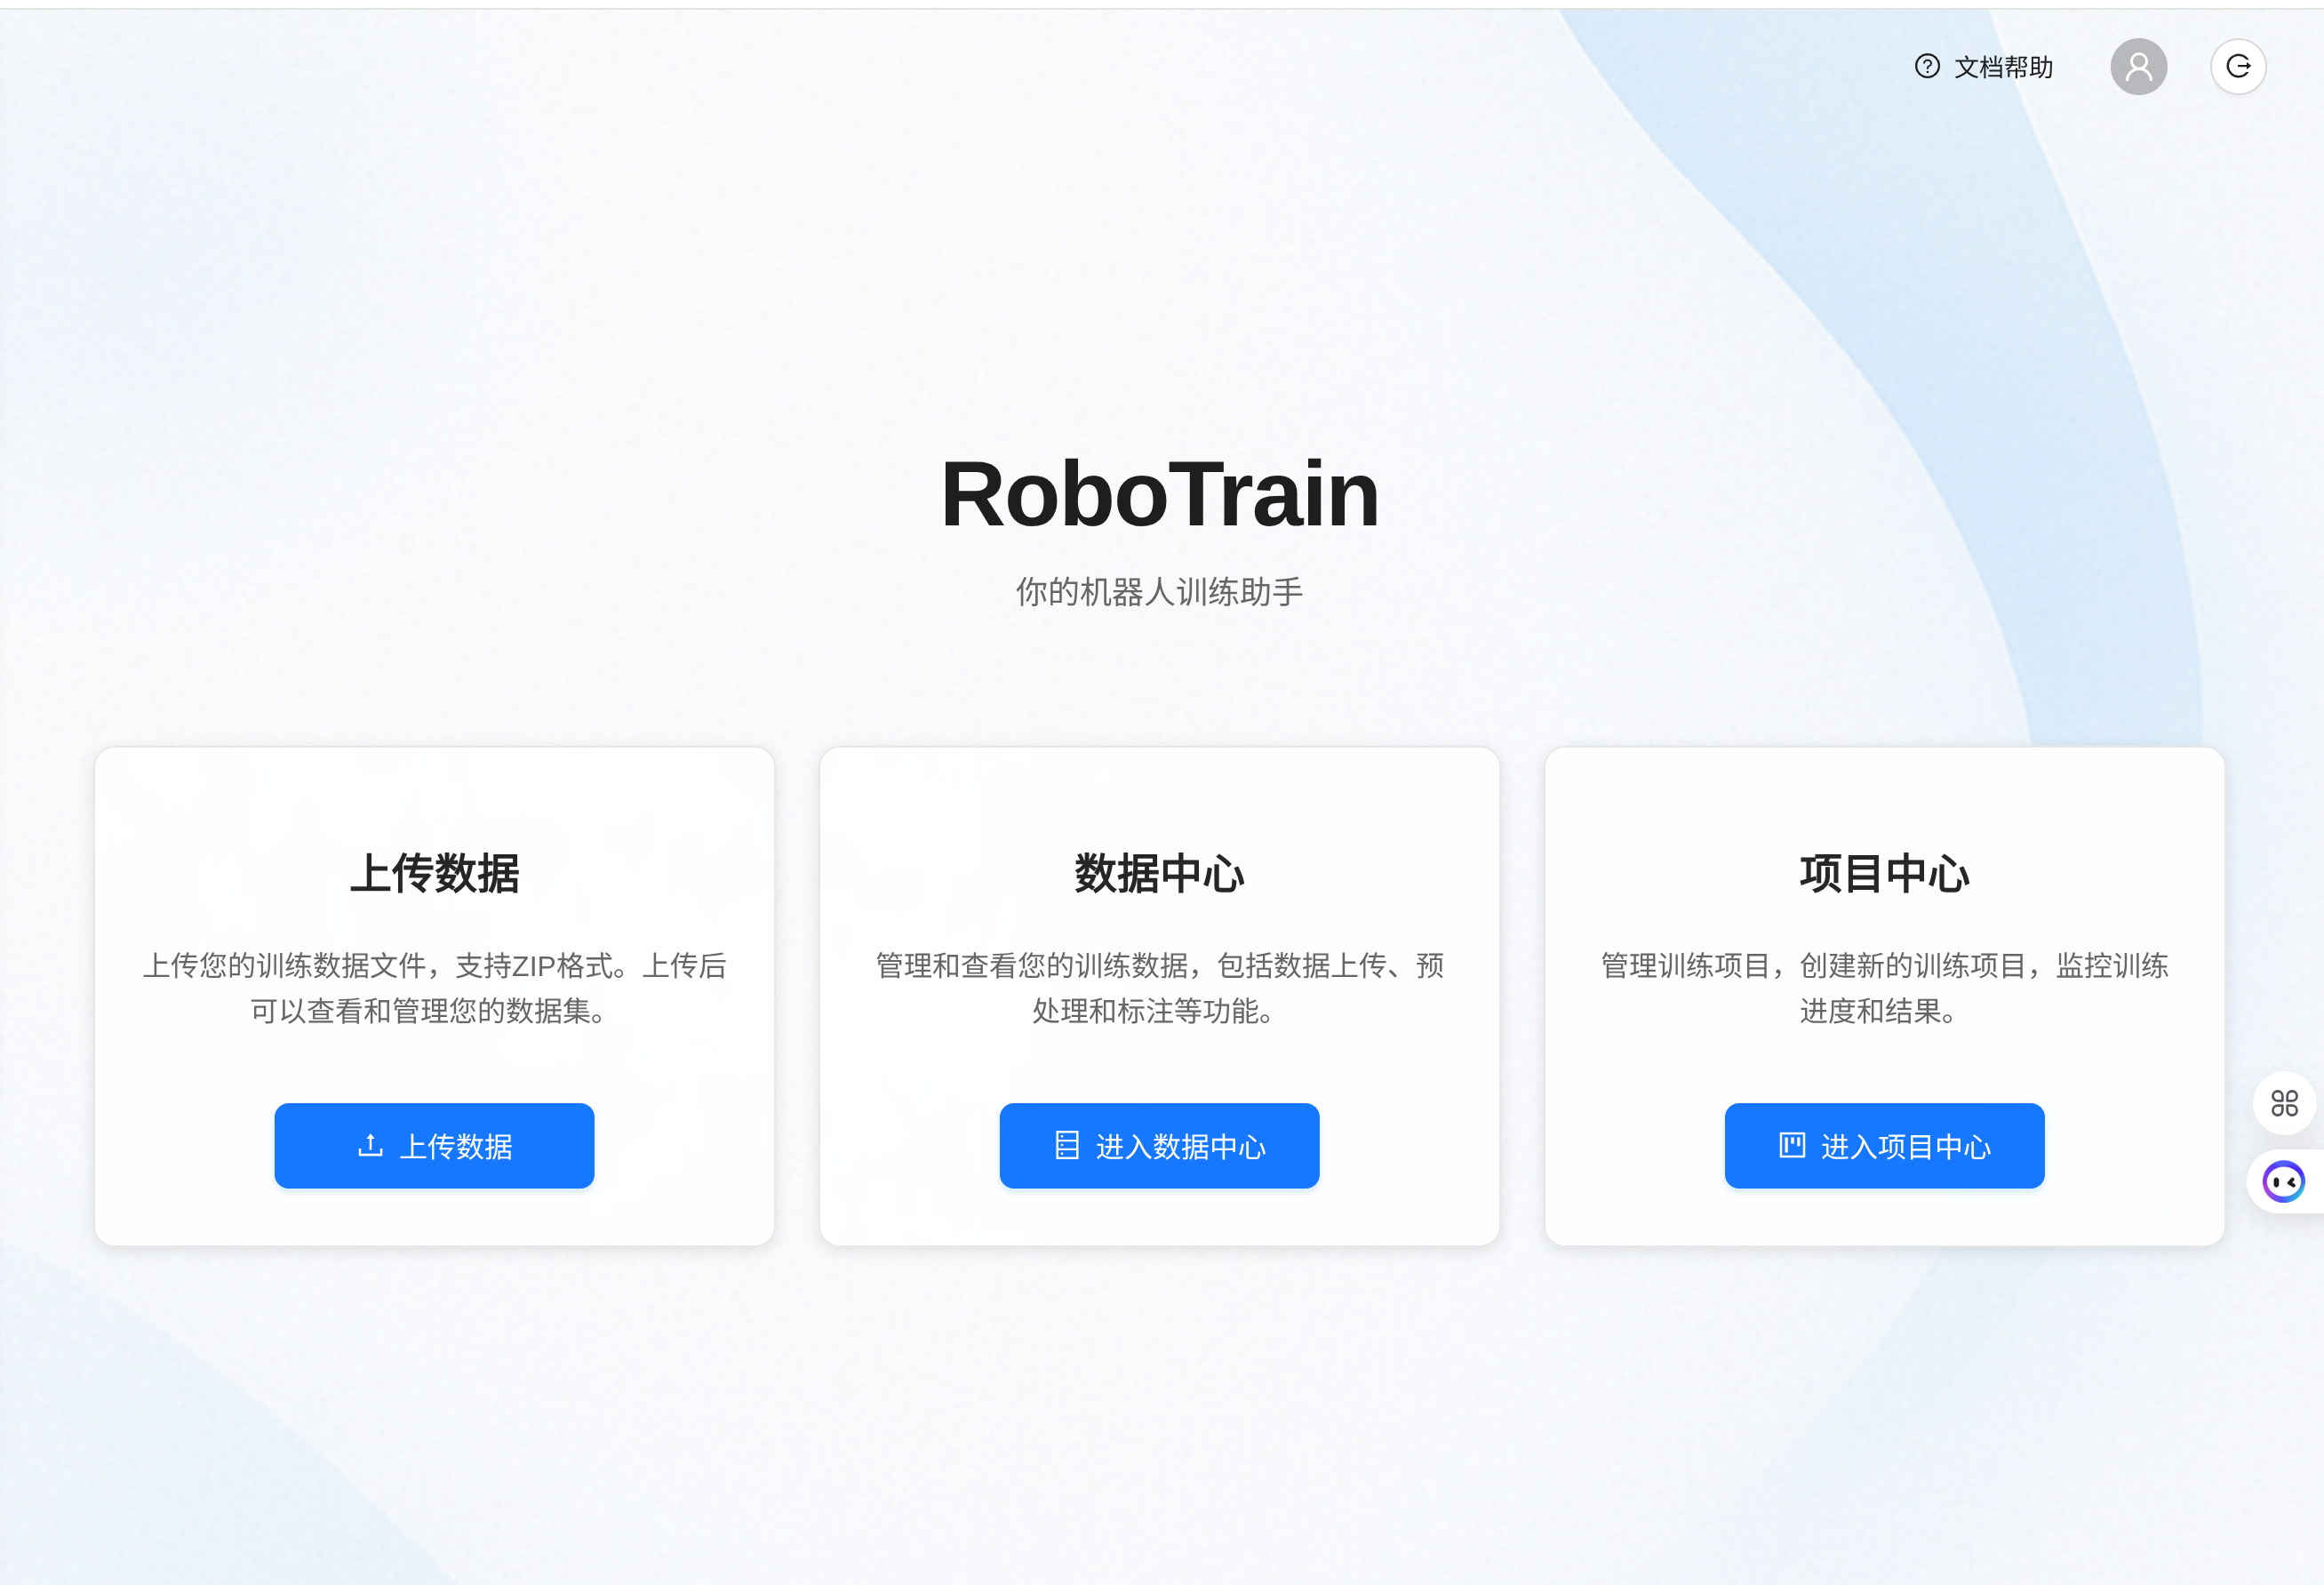 文档帮助
RoboTrain
你的机器人训练助手
上传数据
上传您的训练数据文件，支持ZIP格式。上传后
可以查看和管理您的数据集。
上传数据
数据中心
管理和查看您的训练数据，包括数据上传、预
处理和标注等功能。
进入数据中心
项目中心
管理训练项目，创建新的训练项目，监控训练
进度和结果。
进入项目中心